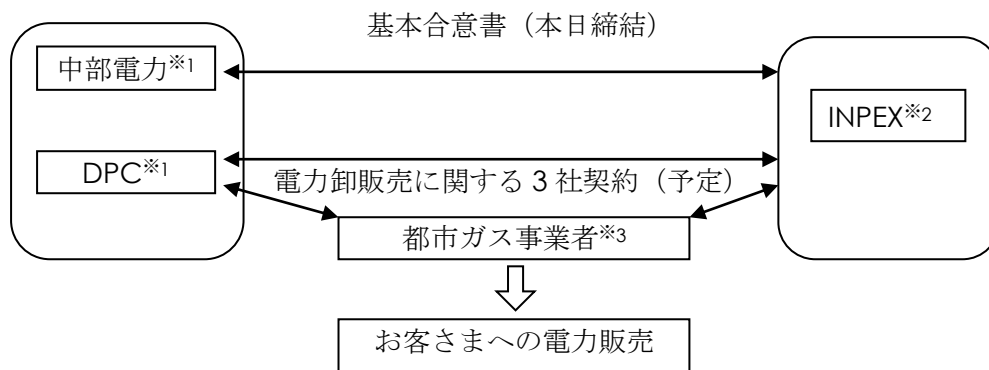 基本合意書（本日締結）
中部電力※1
INPEX※2
DPC※1
電力卸販売に関する 3 社契約（予定）
都市ガス事業者※3
お客さまへの電力販売